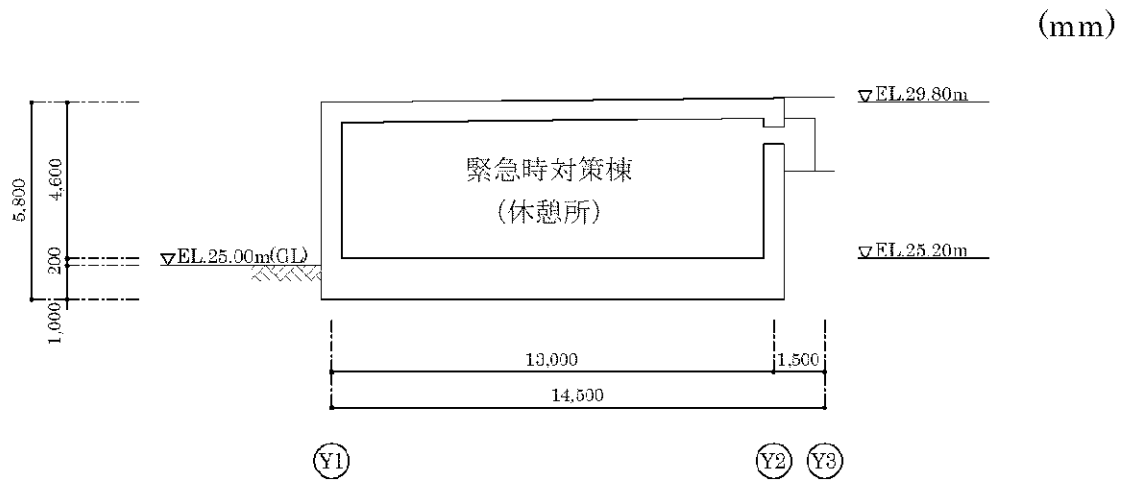 (mm)
▽EL.29.80m
緊急時対策棟
(休憩所)
5,800
4,600
200
1,000
▽EL.25.00m(GL)
▽EL.25.20m
13,000
1,500
14,500
Y1
Y2
Y3